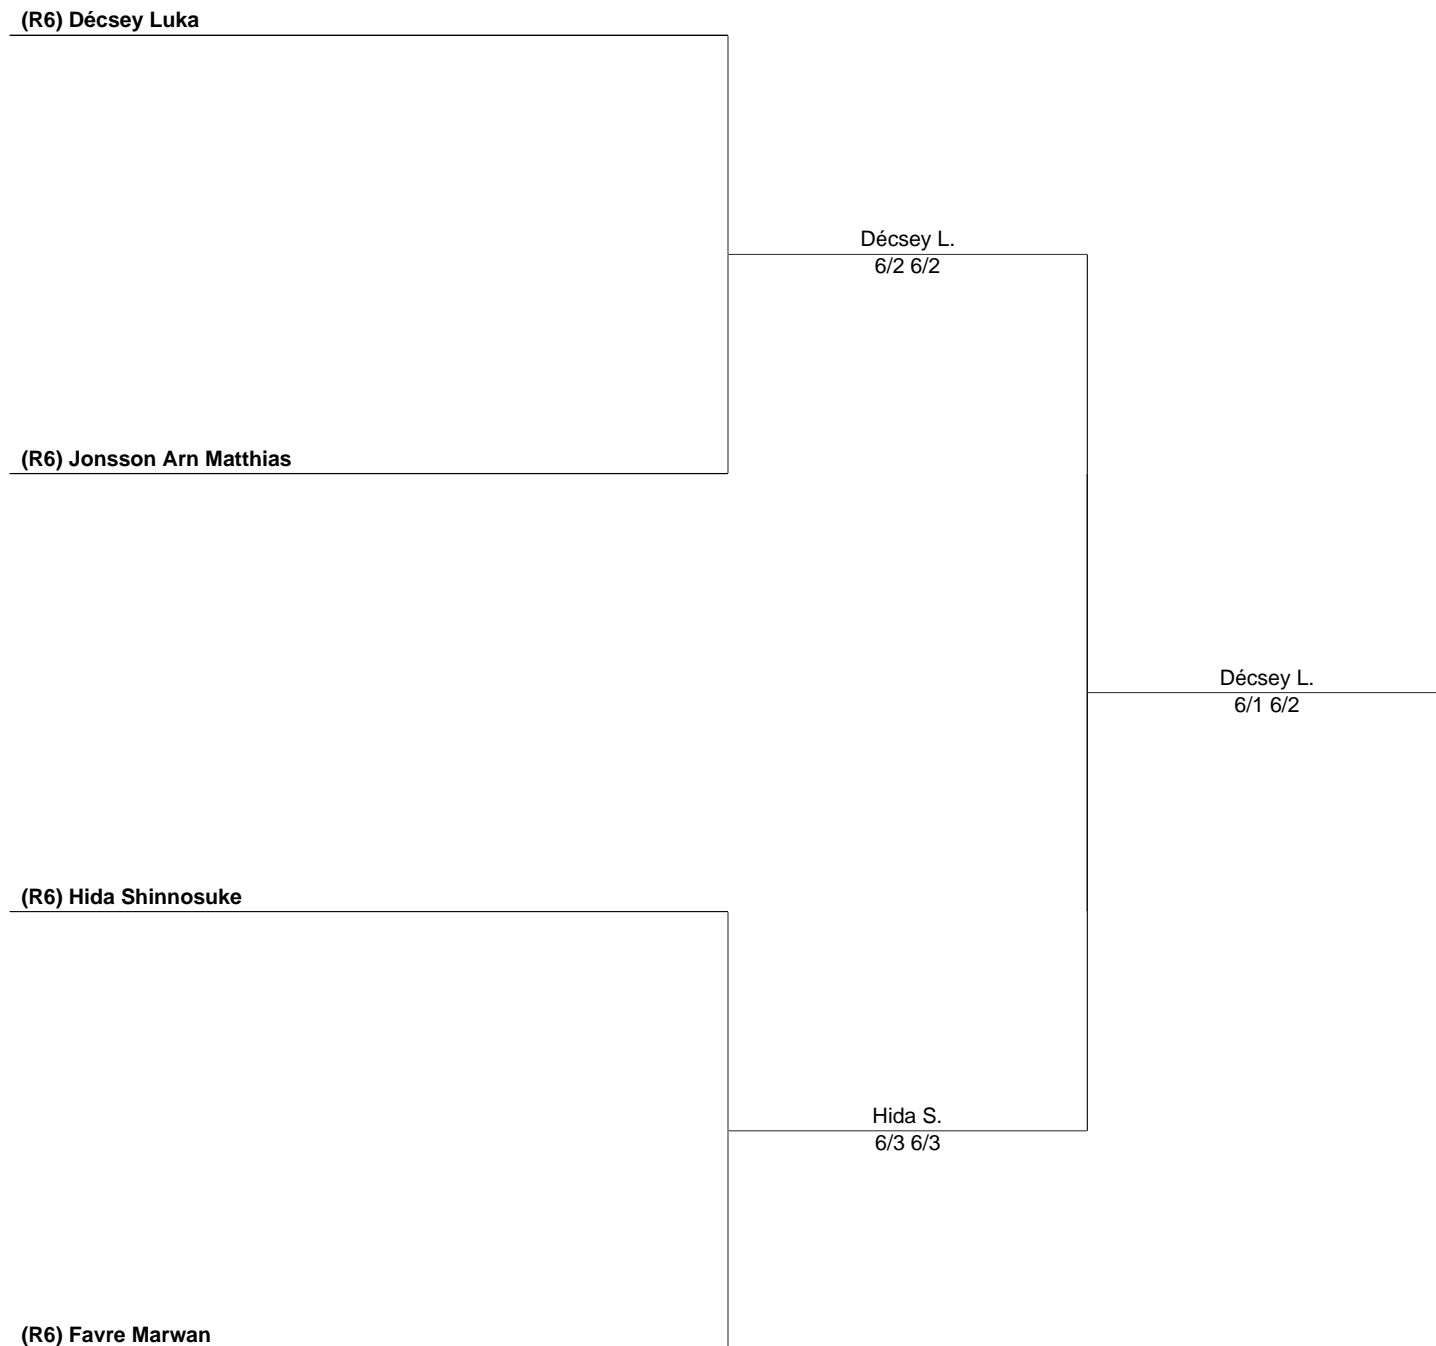 (R6) Décsey Luka
Décsey L.
6/2 6/2
(R6) Jonsson Arn Matthias
Décsey L.
6/1 6/2
(R6) Hida Shinnosuke
Hida S.
6/3 6/3
(R6) Favre Marwan